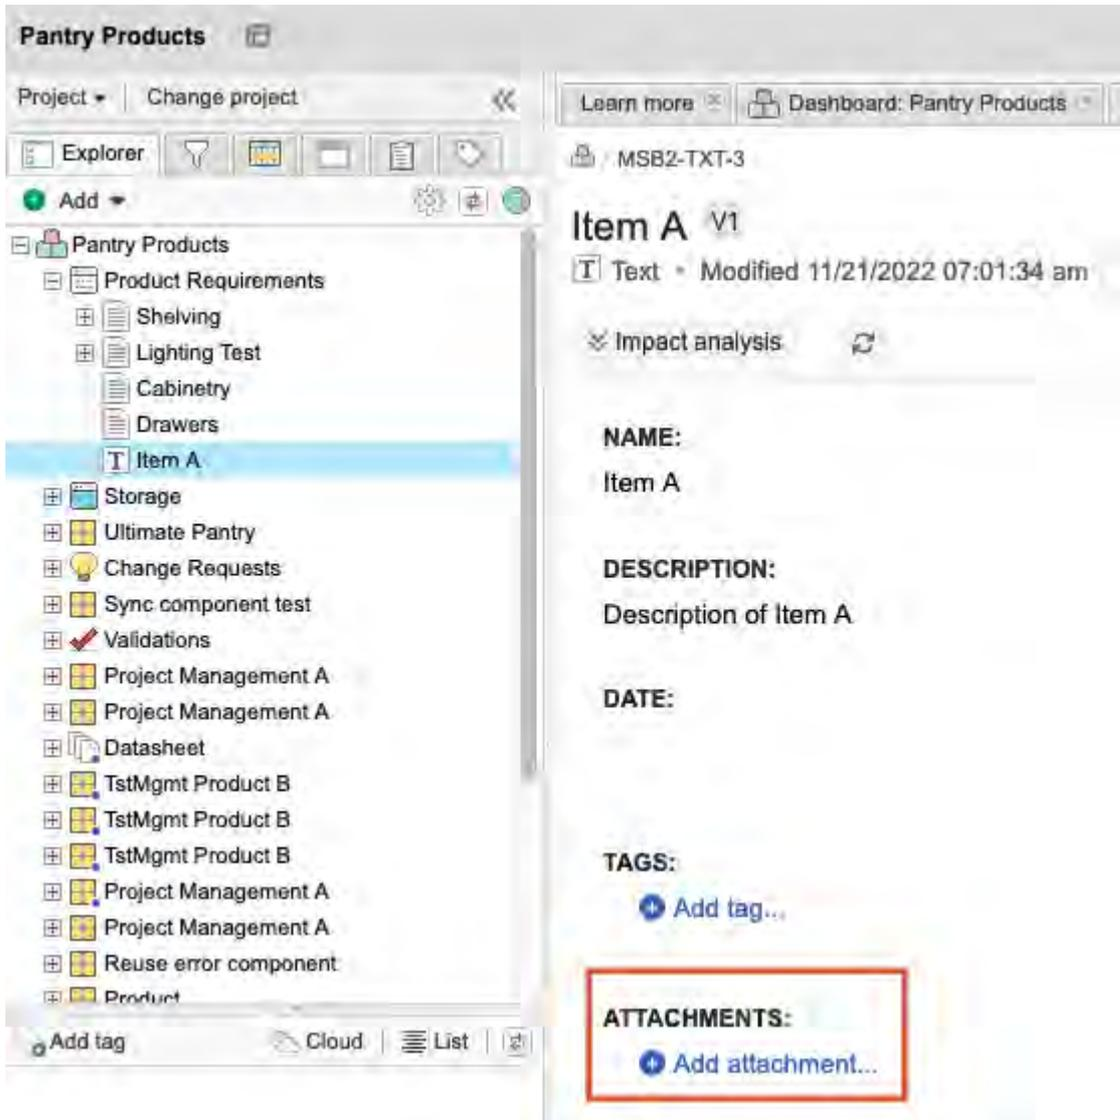 Pantry Products
Project
Change project
Explorer
Add
Pantry Products
Product Requirements
Shelving
Lighting Test
Cabinetry
Drawers
T Item A
Storage
Ultimate Pantry
Change Requests
Sync component test
Validations
Project Management A
Project Management A
Datasheet
TstMgmt Product B
TstMgmt Product B
TstMgmt Product B
Project Management A
Project Management A
Reuse error component
Product
Add tag
Cloud
List
Learn more
Dashboard: Pantry Products
MSB2-TXT-3
Item A V1
T Text • Modified 11/21/2022 07:01:34 am
Impact analysis
NAME:
Item A
DESCRIPTION:
Description of Item A
DATE:
TAGS:
Add tag...
ATTACHMENTS:
Add attachment...